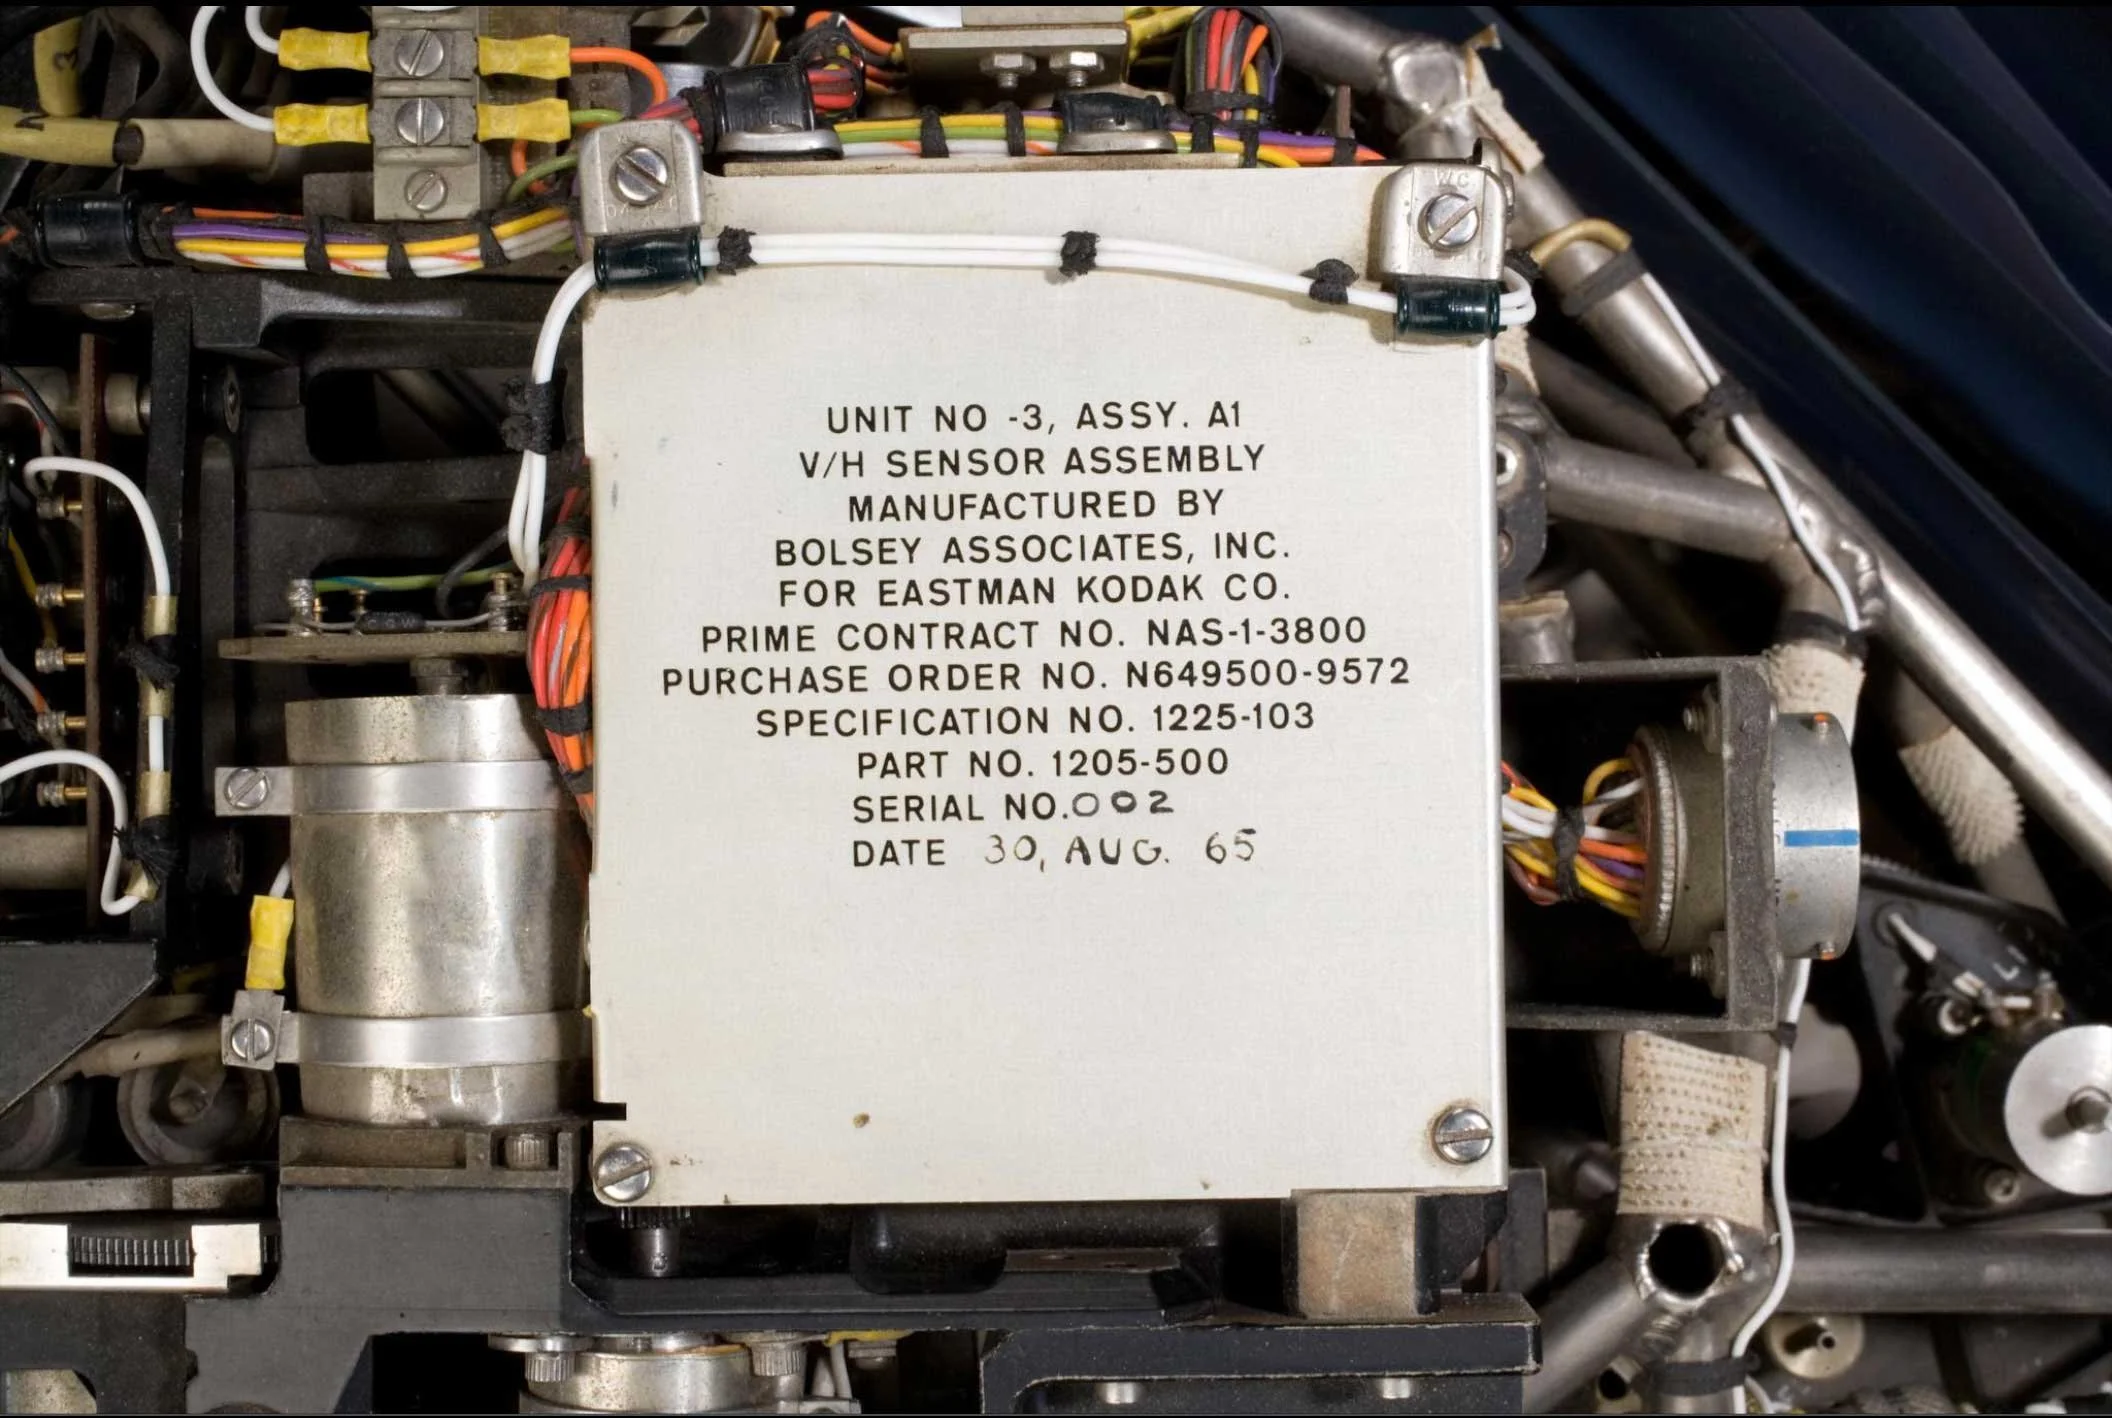 UNIT NO -3, ASSY. A1
V/H SENSOR ASSEMBLY
MANUFACTURED BY
BOLSEY ASSOCIATES, INC.
FOR EASTMAN KODAK CO.
PRIME CONTRACT NO. NAS-1-3800
PURCHASE ORDER NO. N649500-9572
SPECIFICATION NO. 1225-103
PART NO. 1205-500
SERIAL NO.002
DATE 30, AUG. 65